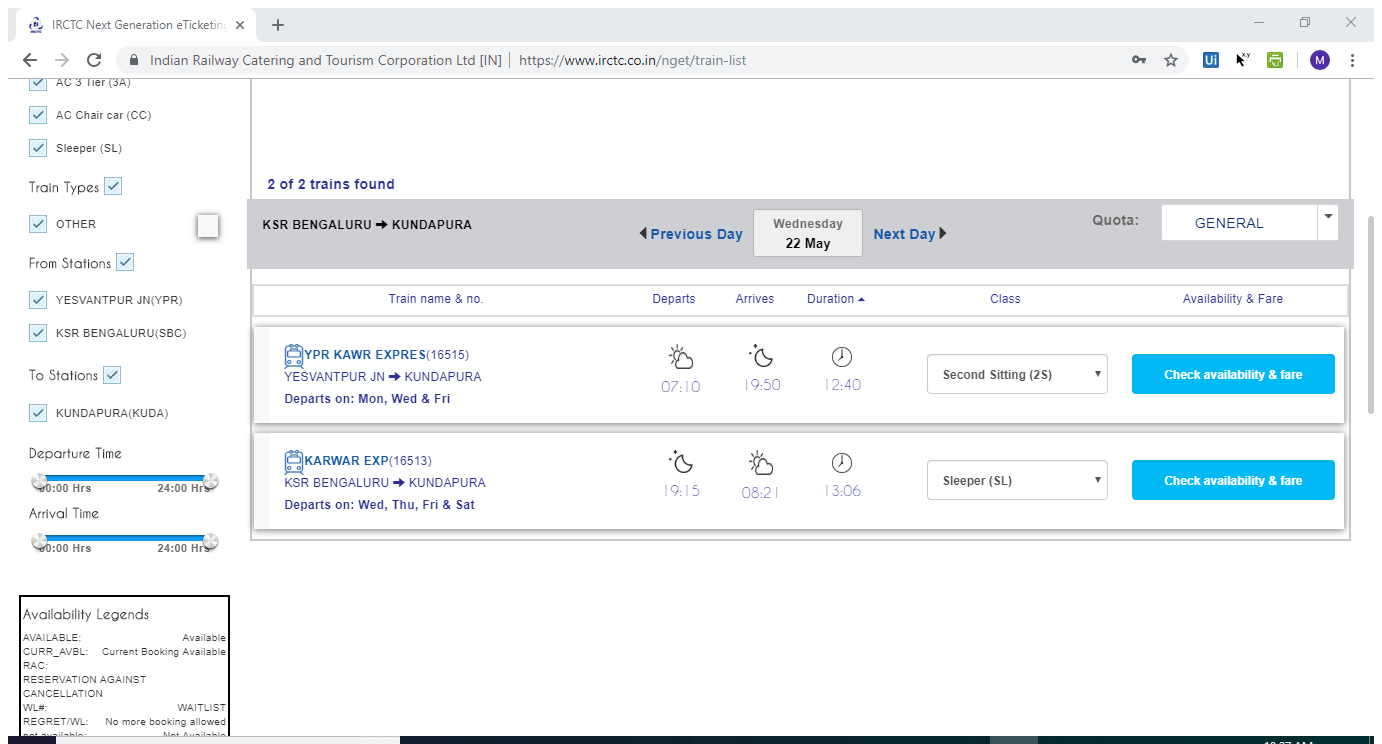 IRCTC Next Generation eTicketing
Indian Railway Catering and Tourism Corporation Ltd [IN] | https://www.irctc.co.in/nget/train-list
Ui
x,y
M
AC 3 Tier (3A)
AC Chair car (CC)
Sleeper (SL)
Train Types
OTHER
From Stations
YESVANTPUR JN(YPR)
KSR BENGALURU(SBC)
To Stations
KUNDAPURA(KUDA)
Departure Time
00:00 Hrs 24:00 Hrs
Arrival Time
00:00 Hrs 24:00 Hrs
Availability Legends
AVAILABLE: Available
CURR_AVBL: Current Booking Available
RAC:
RESERVATION AGAINST
CANCELLATION
WL#: WAITLIST
REGRET/WL: No more booking allowed
not available: Not Available
2 of 2 trains found
KSR BENGALURU ➔ KUNDAPURA
Previous Day
Wednesday
22 May
Next Day
Quota:
GENERAL
Train name & no. Departs Arrives Duration Class Availability & Fare
YPR KAWR EXPRES(16515)
YESVANTPUR JN ➔ KUNDAPURA
Departs on: Mon, Wed & Fri
07:10 19:50 12:40
Second Sitting (2S)
Check availability & fare
KARWAR EXP(16513)
KSR BENGALURU ➔ KUNDAPURA
Departs on: Wed, Thu, Fri & Sat
19:15 08:21 13:06
Sleeper (SL)
Check availability & fare